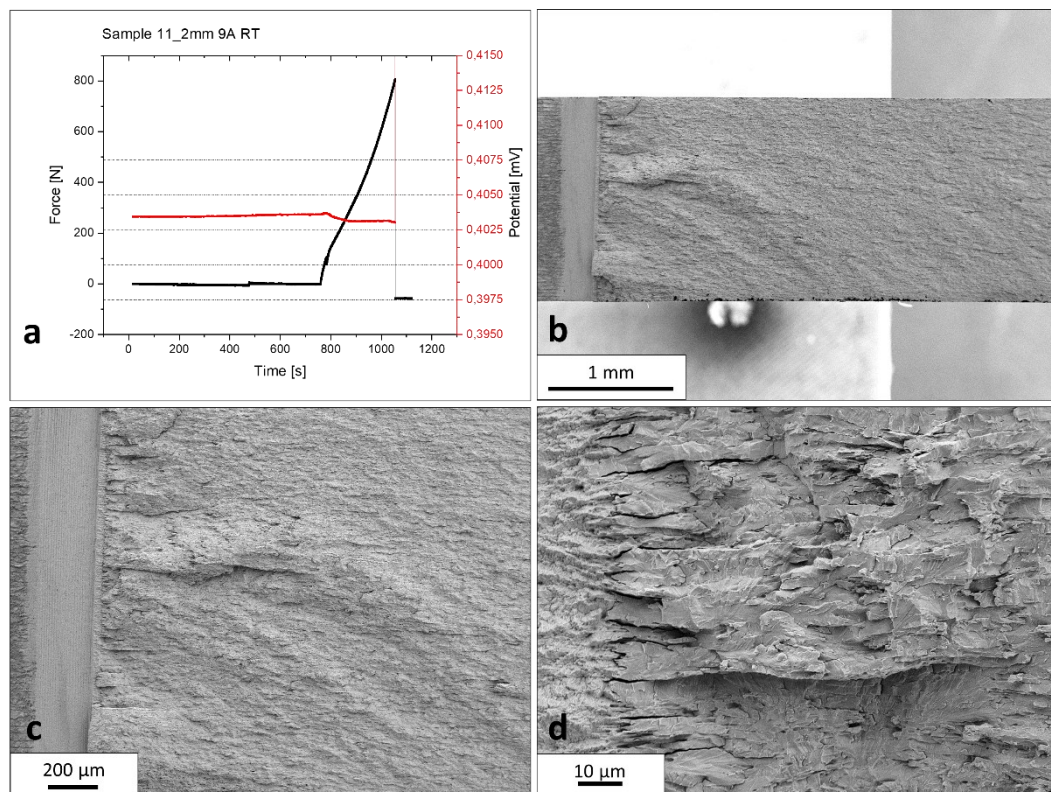 Sample 11_2mm 9A RT
Force [N]
800
600
400
200
0
-200
0 200 400 600 800 1000 1200
Time [s]
0,4150
0,4125
0,4100
0,4075
0,4050
0,4025
0,4000
0,3975
0,3950
Potential [mV]
a
1 mm
b
200 µm
c
10 µm
d